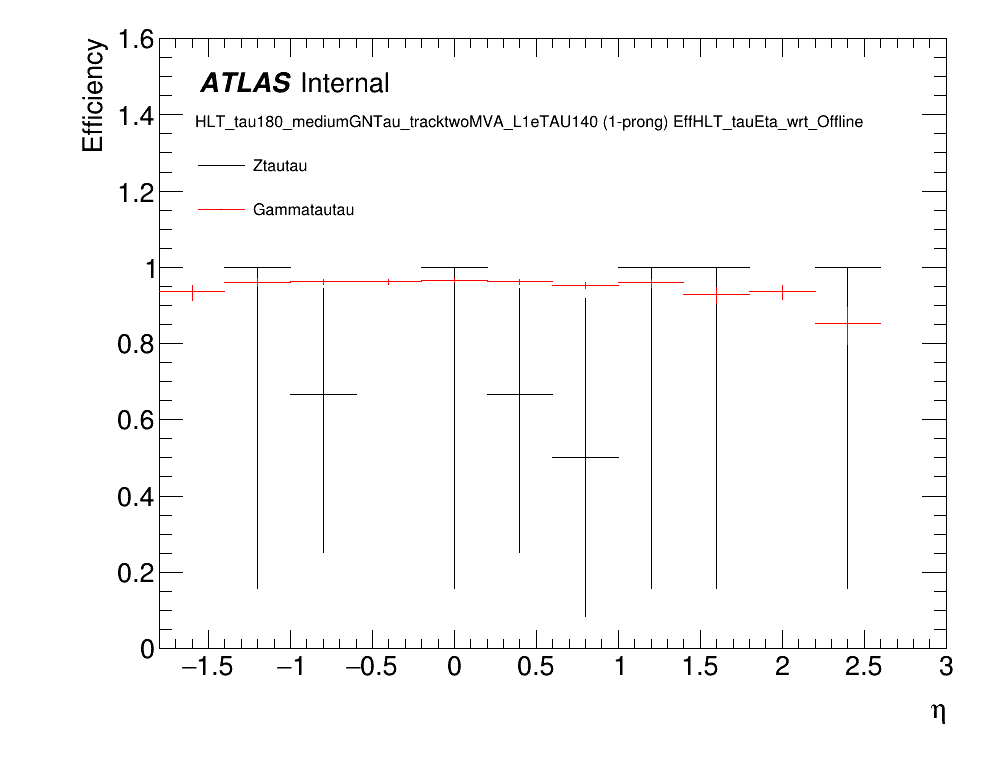 Efficiency
1.6
1.4
1.2
1
0.8
0.6
0.4
0.2
0
ATLAS Internal
HLT_tau180_mediumGNTau_tracktwoMVA_L1eTAU140 (1-prong) EffHLT_tauEta_wrt_Offline
Ztautau
Gammatautau
−1.5 −1 −0.5 0 0.5 1 1.5 2 2.5 3
η